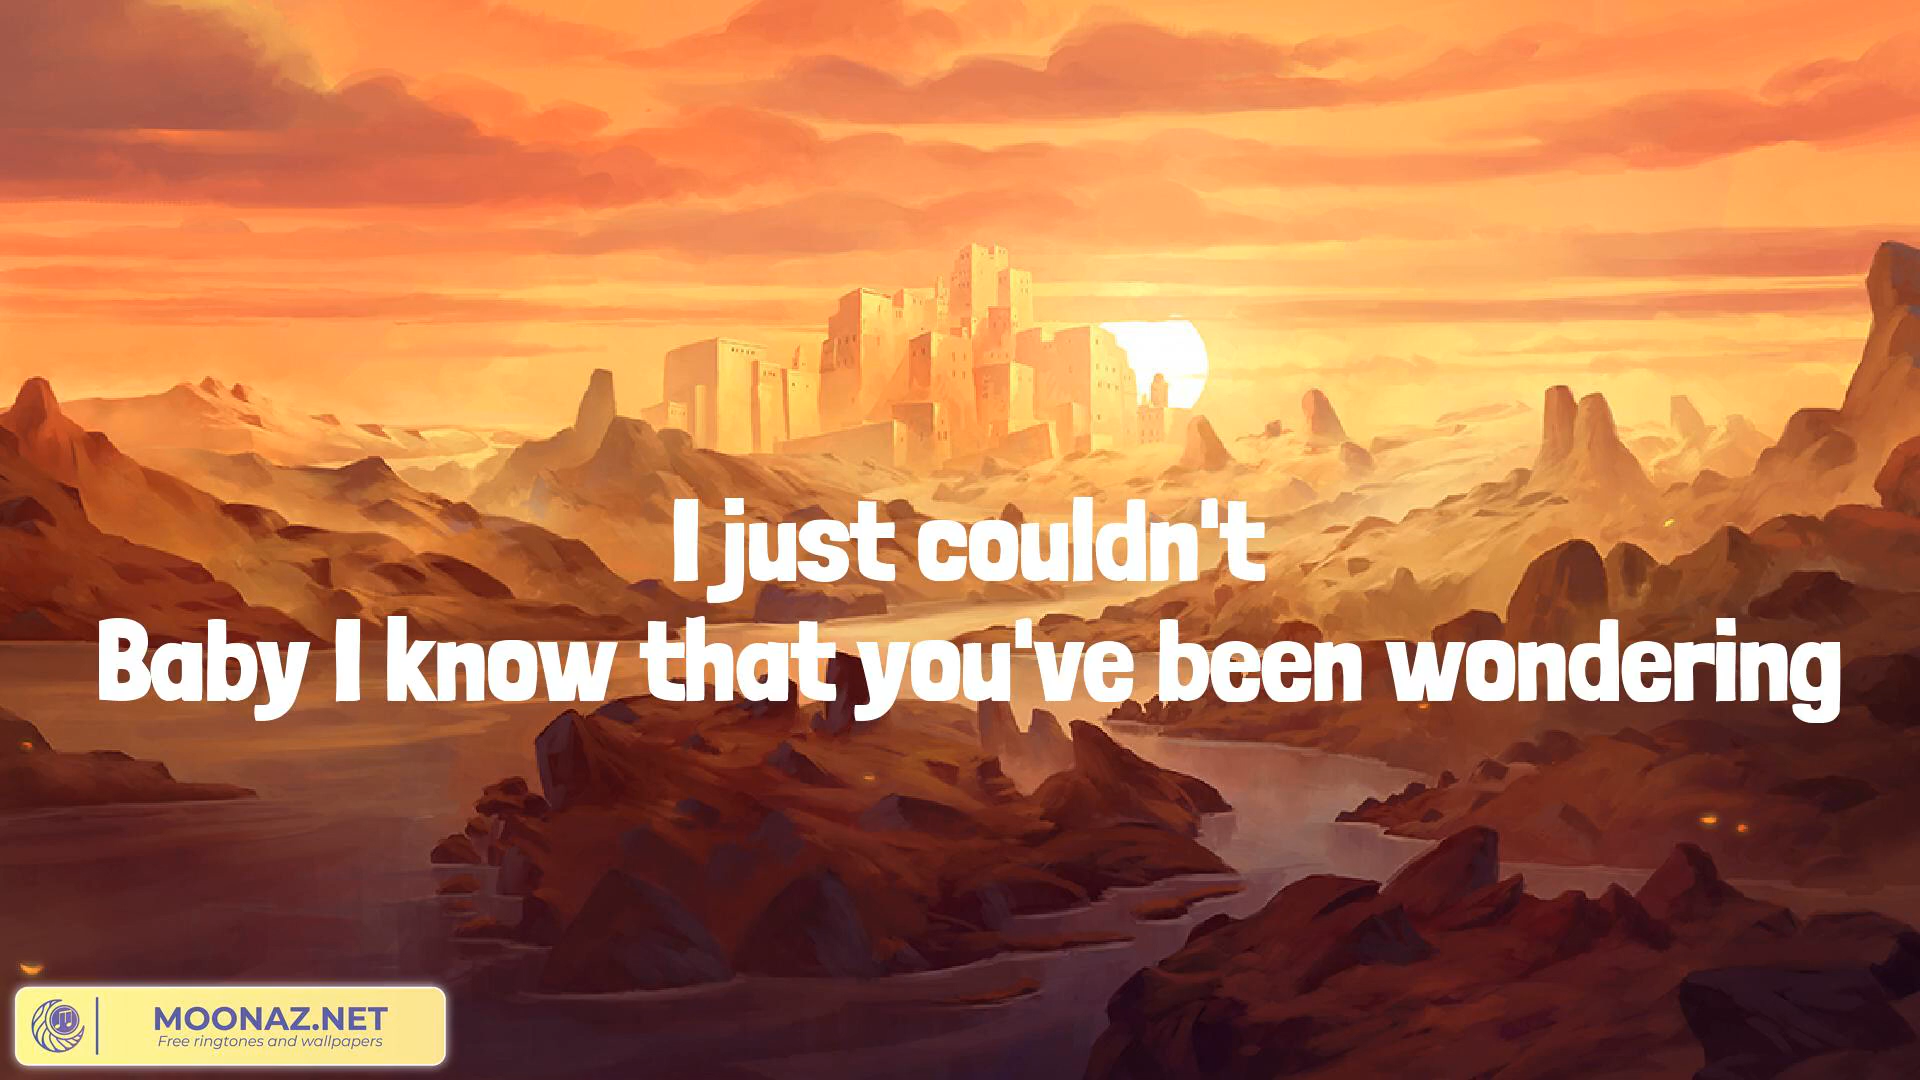 I just couldn't
Baby I know that you've been wondering
MOONAZ.NET
Free ringtones and wallpapers